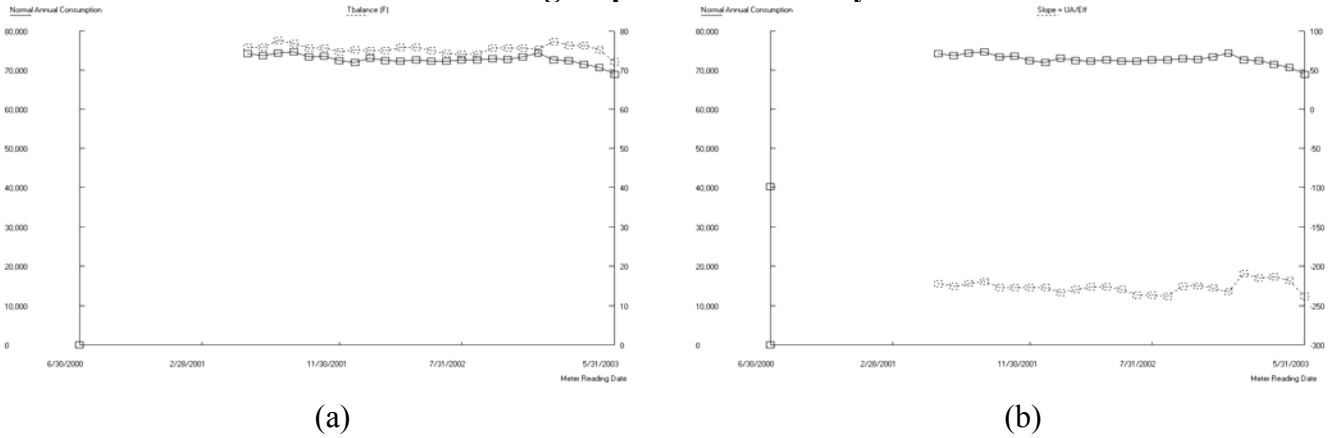 Normal Annual Consumption Tbalance (F)
80,000 80
70,000 70
60,000 60
50,000 50
40,000 40
30,000 30
20,000 20
10,000 10
0 0
6/30/2000 2/28/2001 11/30/2001 7/31/2002 5/31/2003
Meter Reading Date
(a)
Normal Annual Consumption Slope = UA/Eff
80,000 100
70,000 50
60,000 0
50,000 -50
40,000 -100
30,000 -150
20,000 -200
10,000 -250
0 -300
6/30/2000 2/28/2001 11/30/2001 7/31/2002 5/31/2003
Meter Reading Date
(b)